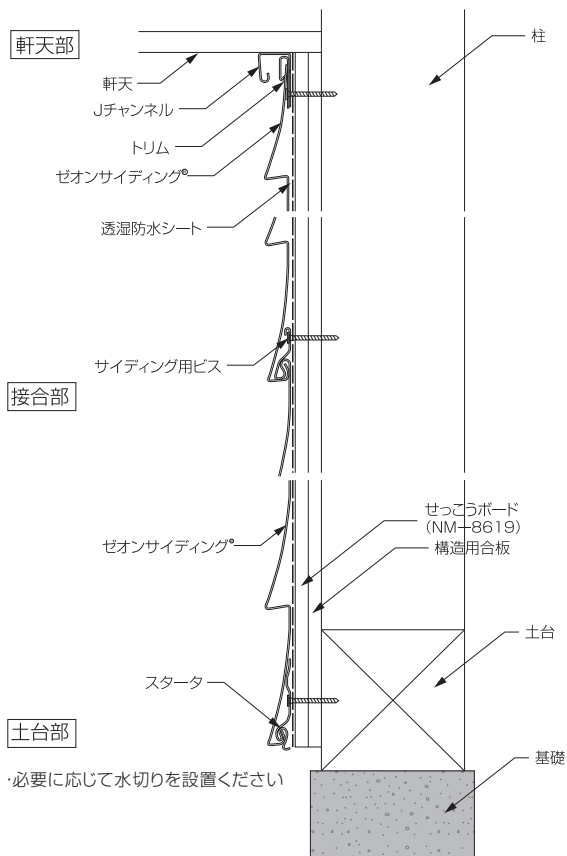 軒天部
柱
軒天
Jチャンネル
トリム
ゼオンサイディング®
透湿防水シート
サイディング用ビス
接合部
せっこうボード
(NM−8619)
ゼオンサイディング®
構造用合板
土台
スタータ
土台部
基礎
・必要に応じて水切りを設置ください